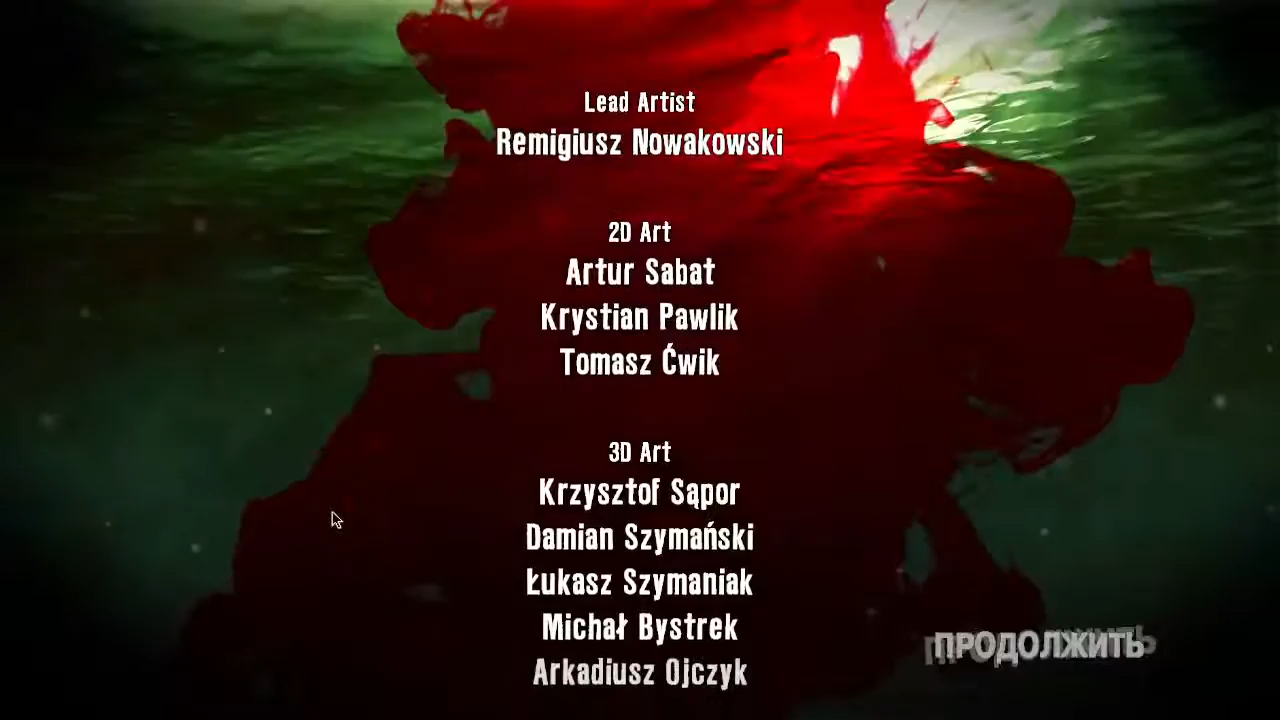 Lead Artist
Remigiusz Nowakowski
2D Art
Artur Sabat
Krystian Pawlik
Tomasz Ćwik
3D Art
Krzysztof Sąpor
Damian Szymański
Łukasz Szymaniak
Michał Bystrek
Arkadiusz Ojczyk
ПРОДОЛЖИТЬ